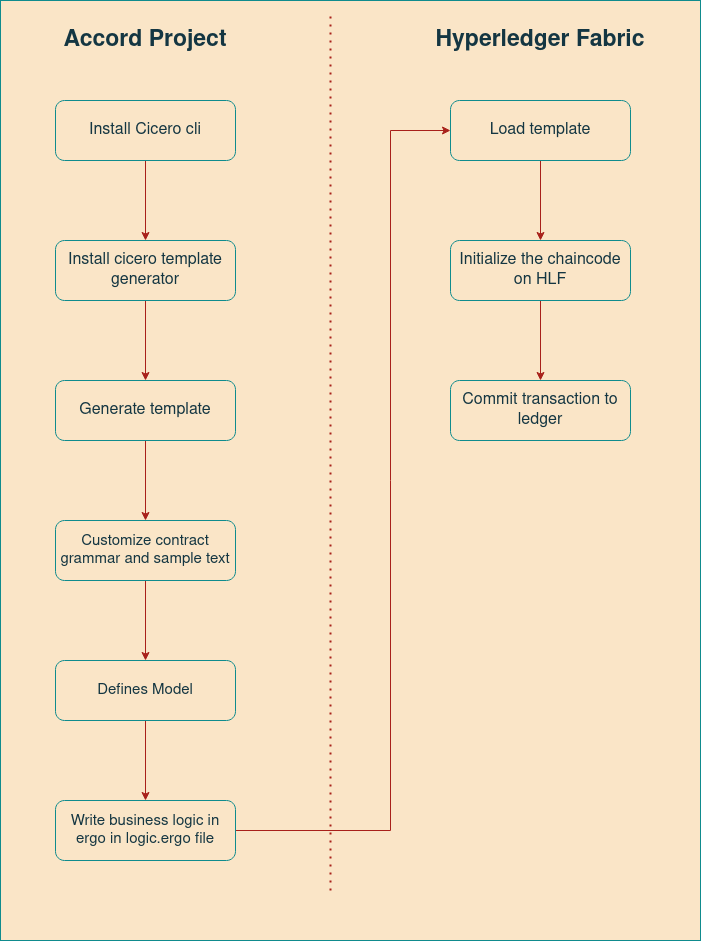 Accord Project
Install Cicero cli
Install cicero template
generator
Generate template
Customize contract
grammar and sample text
Defines Model
Write business logic in
ergo in logic.ergo file
Hyperledger Fabric
Load template
Initialize the chaincode
on HLF
Commit transaction to
ledger